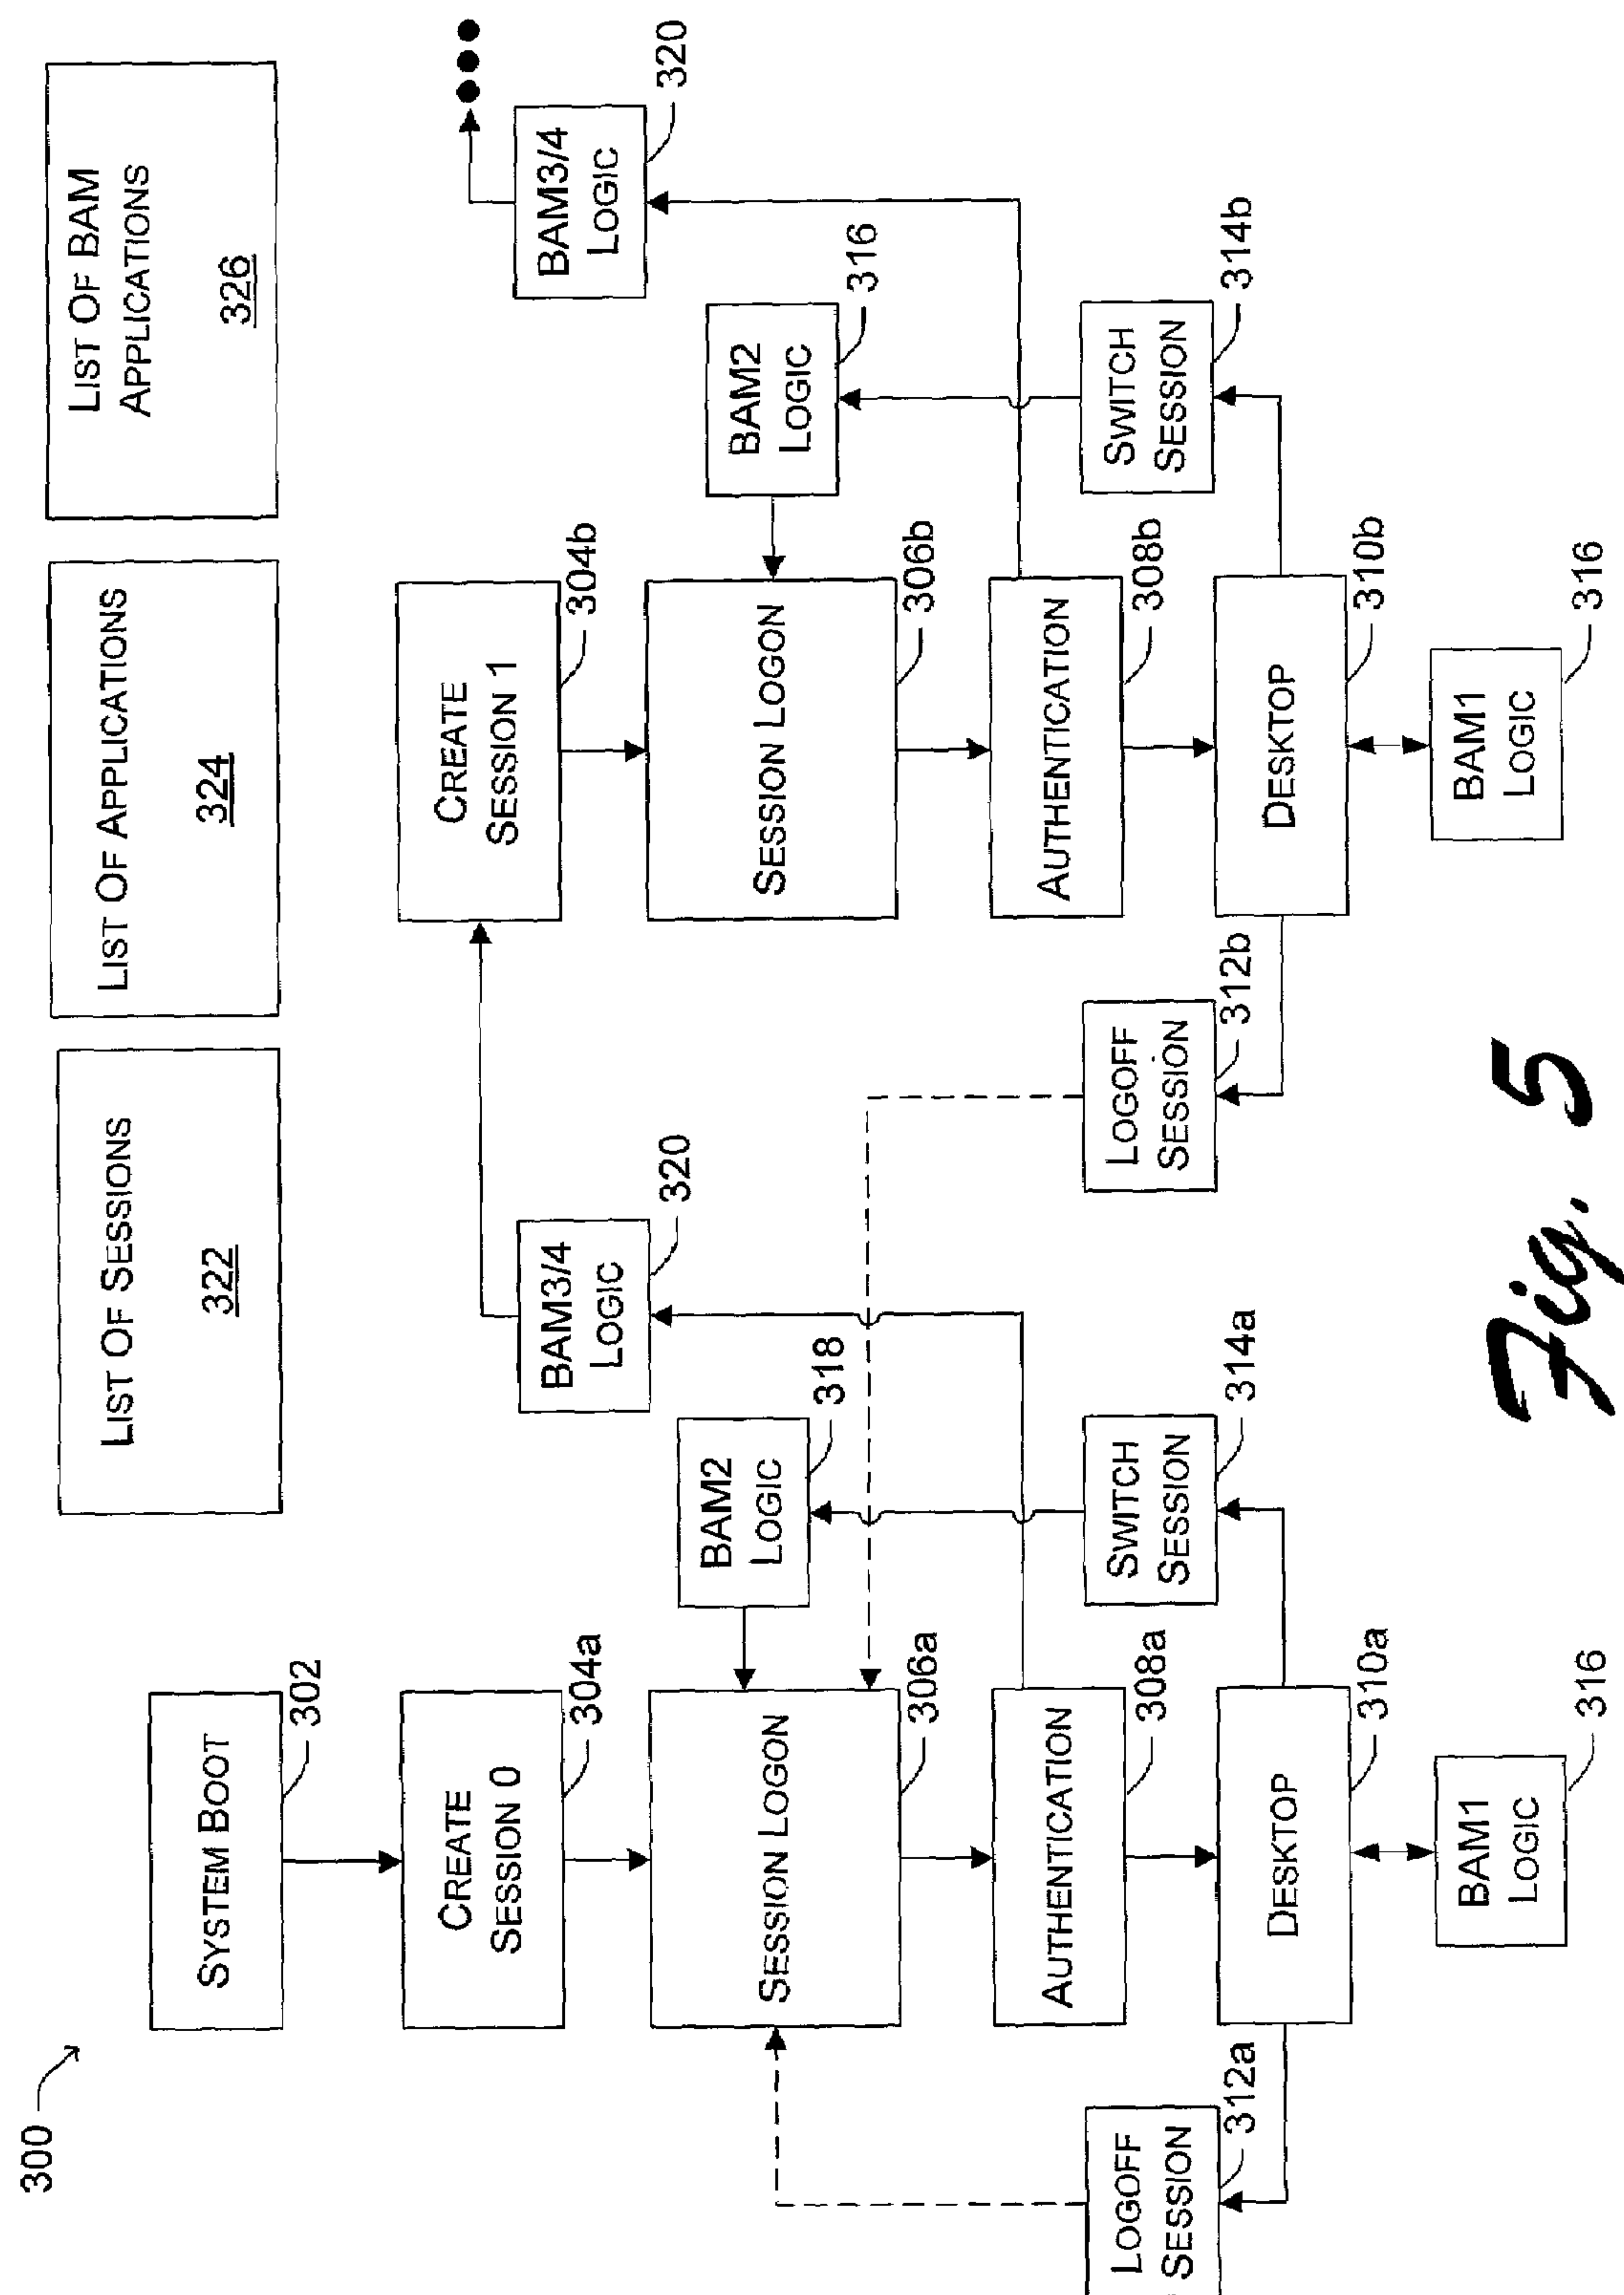 300
LIST OF SESSIONS
322
LIST OF APPLICATIONS
324
LIST OF BAM
APPLICATIONS
326
SYSTEM BOOT
302
CREATE
SESSION 0
304a
SESSION LOGON
306a
AUTHENTICATION
308a
DESKTOP
310a
BAM1
LOGIC
316
LOGOFF
SESSION
312a
SWITCH
SESSION
314a
BAM2
LOGIC
318
BAM3/4
LOGIC
320
CREATE
SESSION 1
304b
SESSION LOGON
306b
AUTHENTICATION
308b
DESKTOP
310b
BAM1
LOGIC
316
LOGOFF
SESSION
312b
SWITCH
SESSION
314b
BAM2
LOGIC
316
BAM3/4
LOGIC
320
Fig. 5